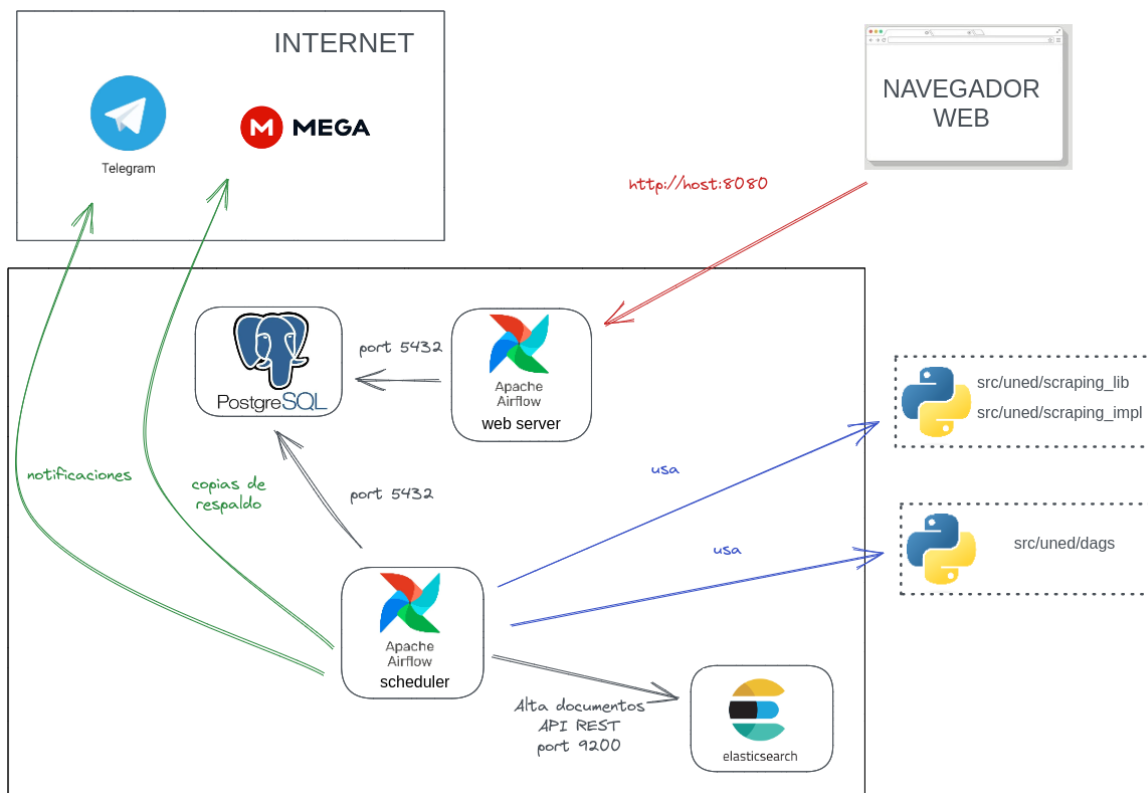 INTERNET
Telegram
MEGA
NAVEGADOR
WEB
http://host:8080
PostgreSQL
port 5432
Apache
Airflow
web server
src/uned/scraping_lib
src/uned/scraping_impl
notificaciones
copias de
respaldo
port 5432
usa
usa
src/uned/dags
Apache
Airflow
scheduler
Alta documentos
API REST
port 9200
elasticsearch